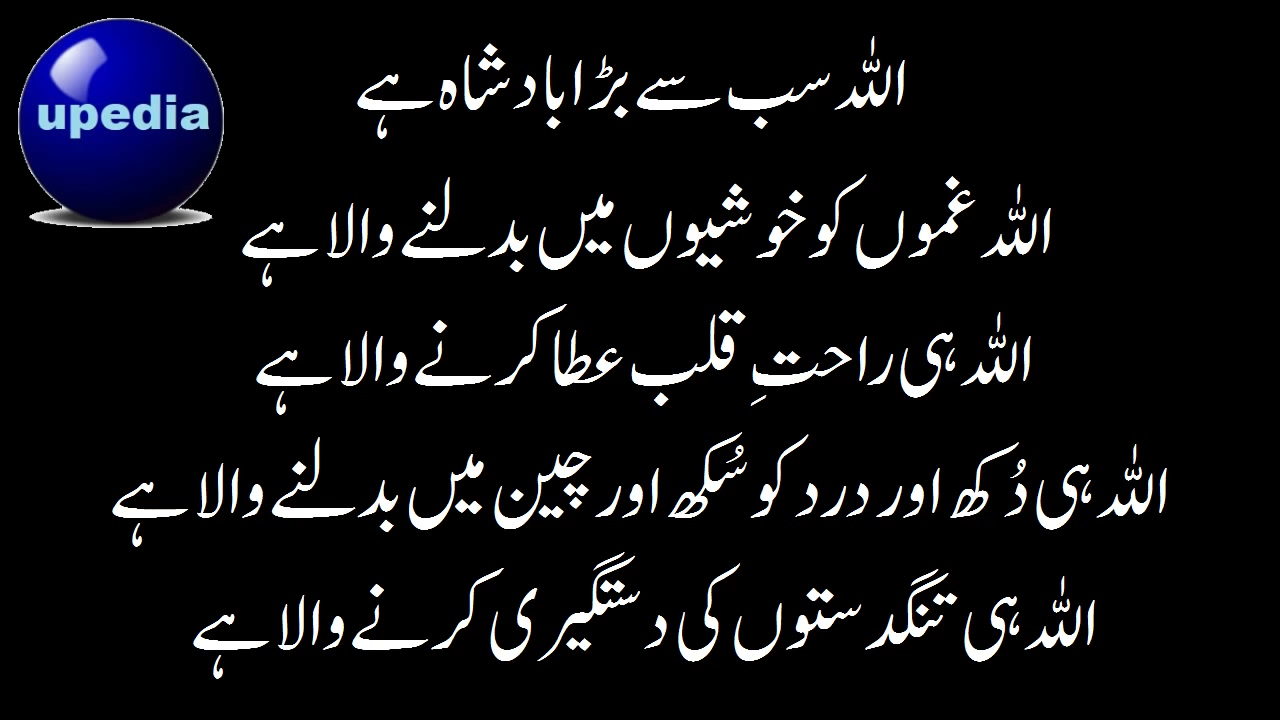 upedia
اللہ سب سے بڑا بادشاہ ہے
اللہ غموں کو خوشیوں میں بدلنے والا ہے
اللہ ہی راحتِ قلب عطا کرنے والا ہے
اللہ ہی دُکھ اور درد کو سُکھ اور چین میں بدلنے والا ہے
اللہ ہی تنگدستوں کی دستگیری کرنے والا ہے